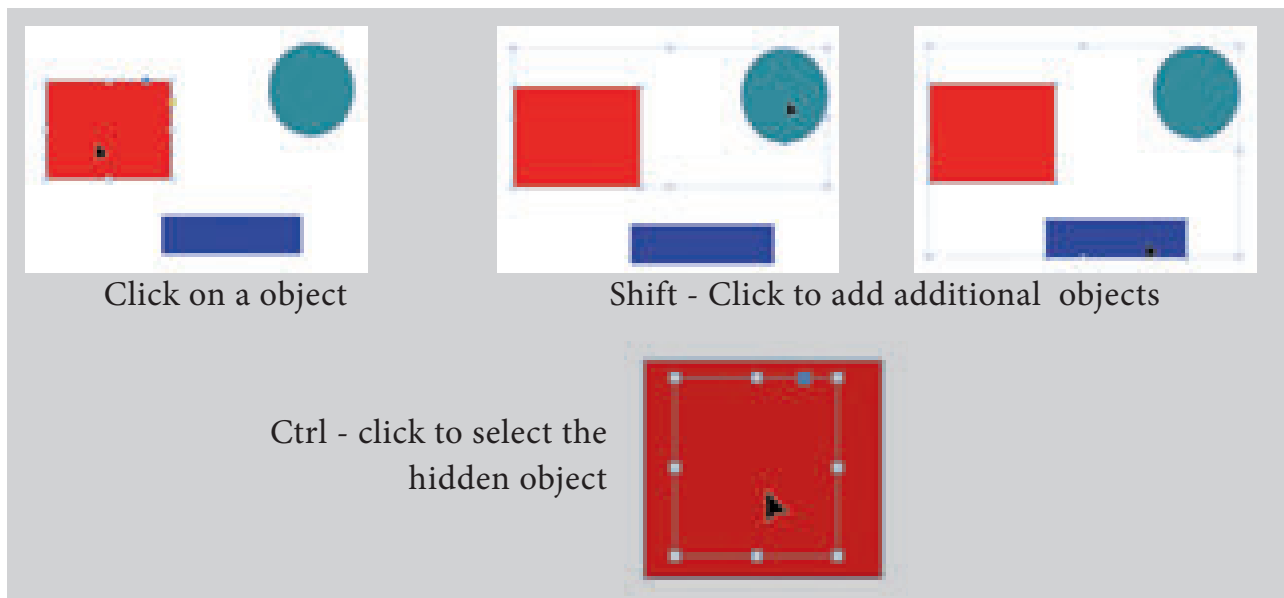 Click on a object
Shift - Click to add additional  objects
Ctrl - click to select the
hidden object